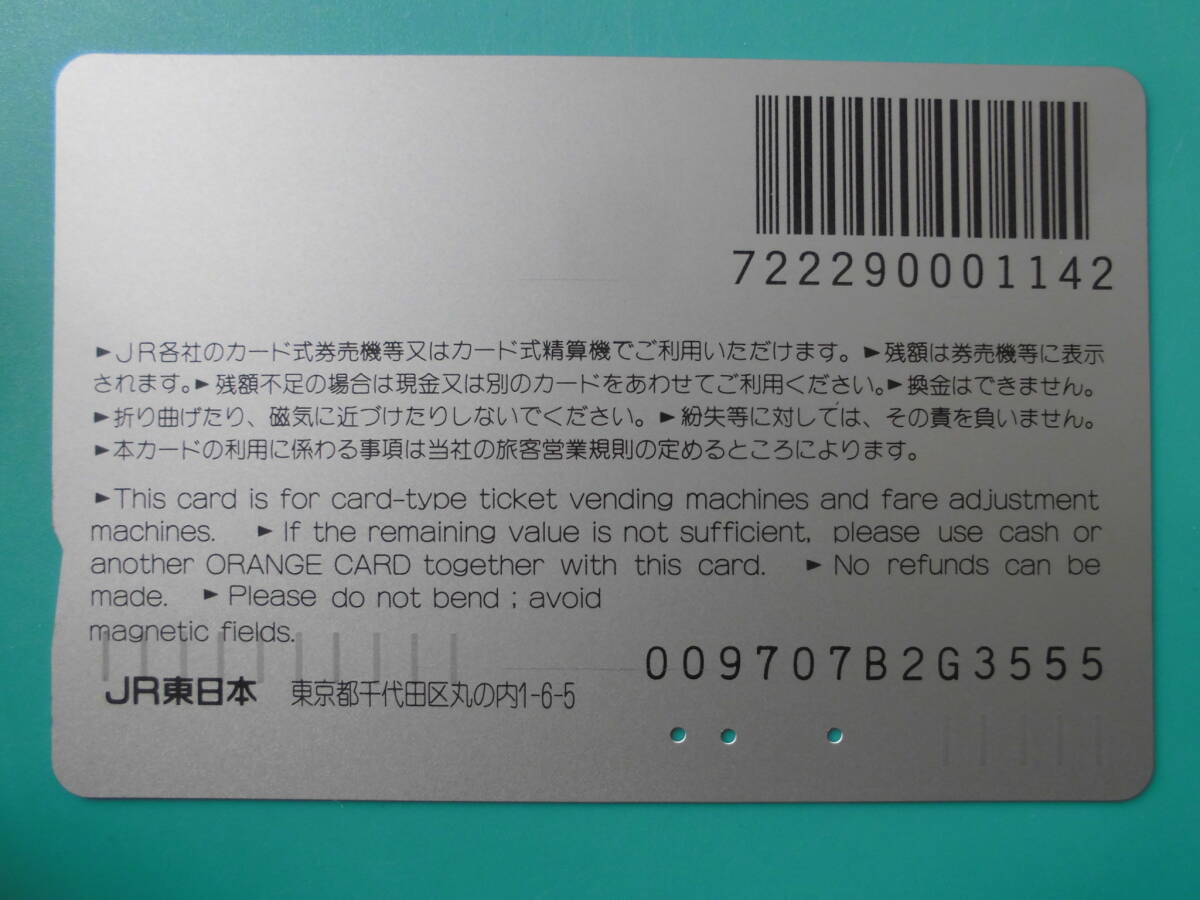 722290001142
►JR各社のカード式券売機等又はカード式精算機でご利用いただけます。►残額は券売機等に表示
されます。►残額不足の場合は現金又は別のカードをあわせてご利用ください。►換金はできません。
►折り曲げたり、磁気に近づけたりしないでください。►紛失等に対しては、その責を負いません。
►本カードの利用に係わる事項は当社の旅客営業規則の定めるところによります。
►This card is for card-type ticket vending machines and fare adjustment
machines. ►If the remaining value is not sufficient, please use cash or
another ORANGE CARD together with this card. ►No refunds can be
made. ►Please do not bend ; avoid
magnetic fields.
009707B2G3555
JR東日本 東京都千代田区丸の内1-6-5